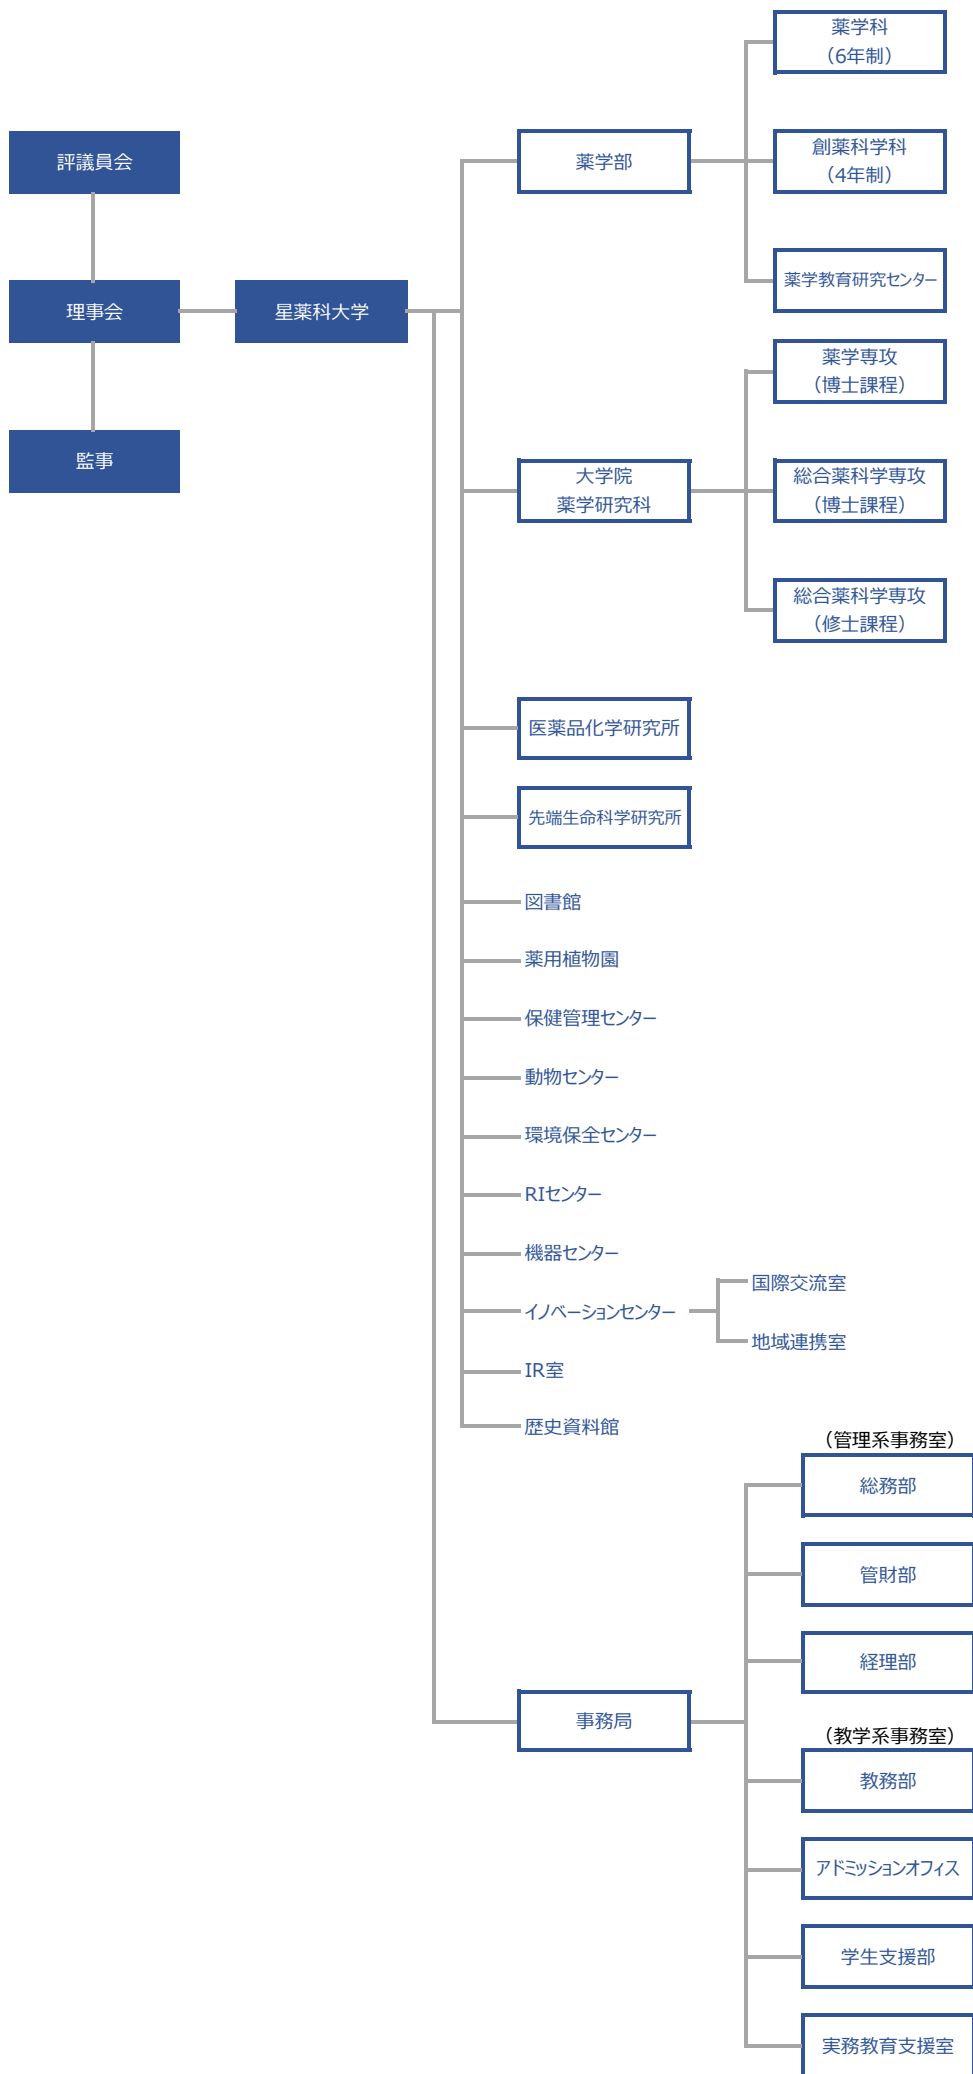 評議員会
理事会
監事
星薬科大学
薬学部
薬学科
（6年制）
創薬科学科
（4年制）
薬学教育研究センター
大学院
薬学研究科
薬学専攻
（博士課程）
総合薬科学専攻
（博士課程）
総合薬科学専攻
（修士課程）
医薬品化学研究所
先端生命科学研究所
図書館
薬用植物園
保健管理センター
動物センター
環境保全センター
RIセンター
機器センター
イノベーションセンター
国際交流室
地域連携室
IR室
歴史資料館
事務局
（管理系事務室）
総務部
管財部
経理部
（教学系事務室）
教務部
アドミッションオフィス
学生支援部
実務教育支援室